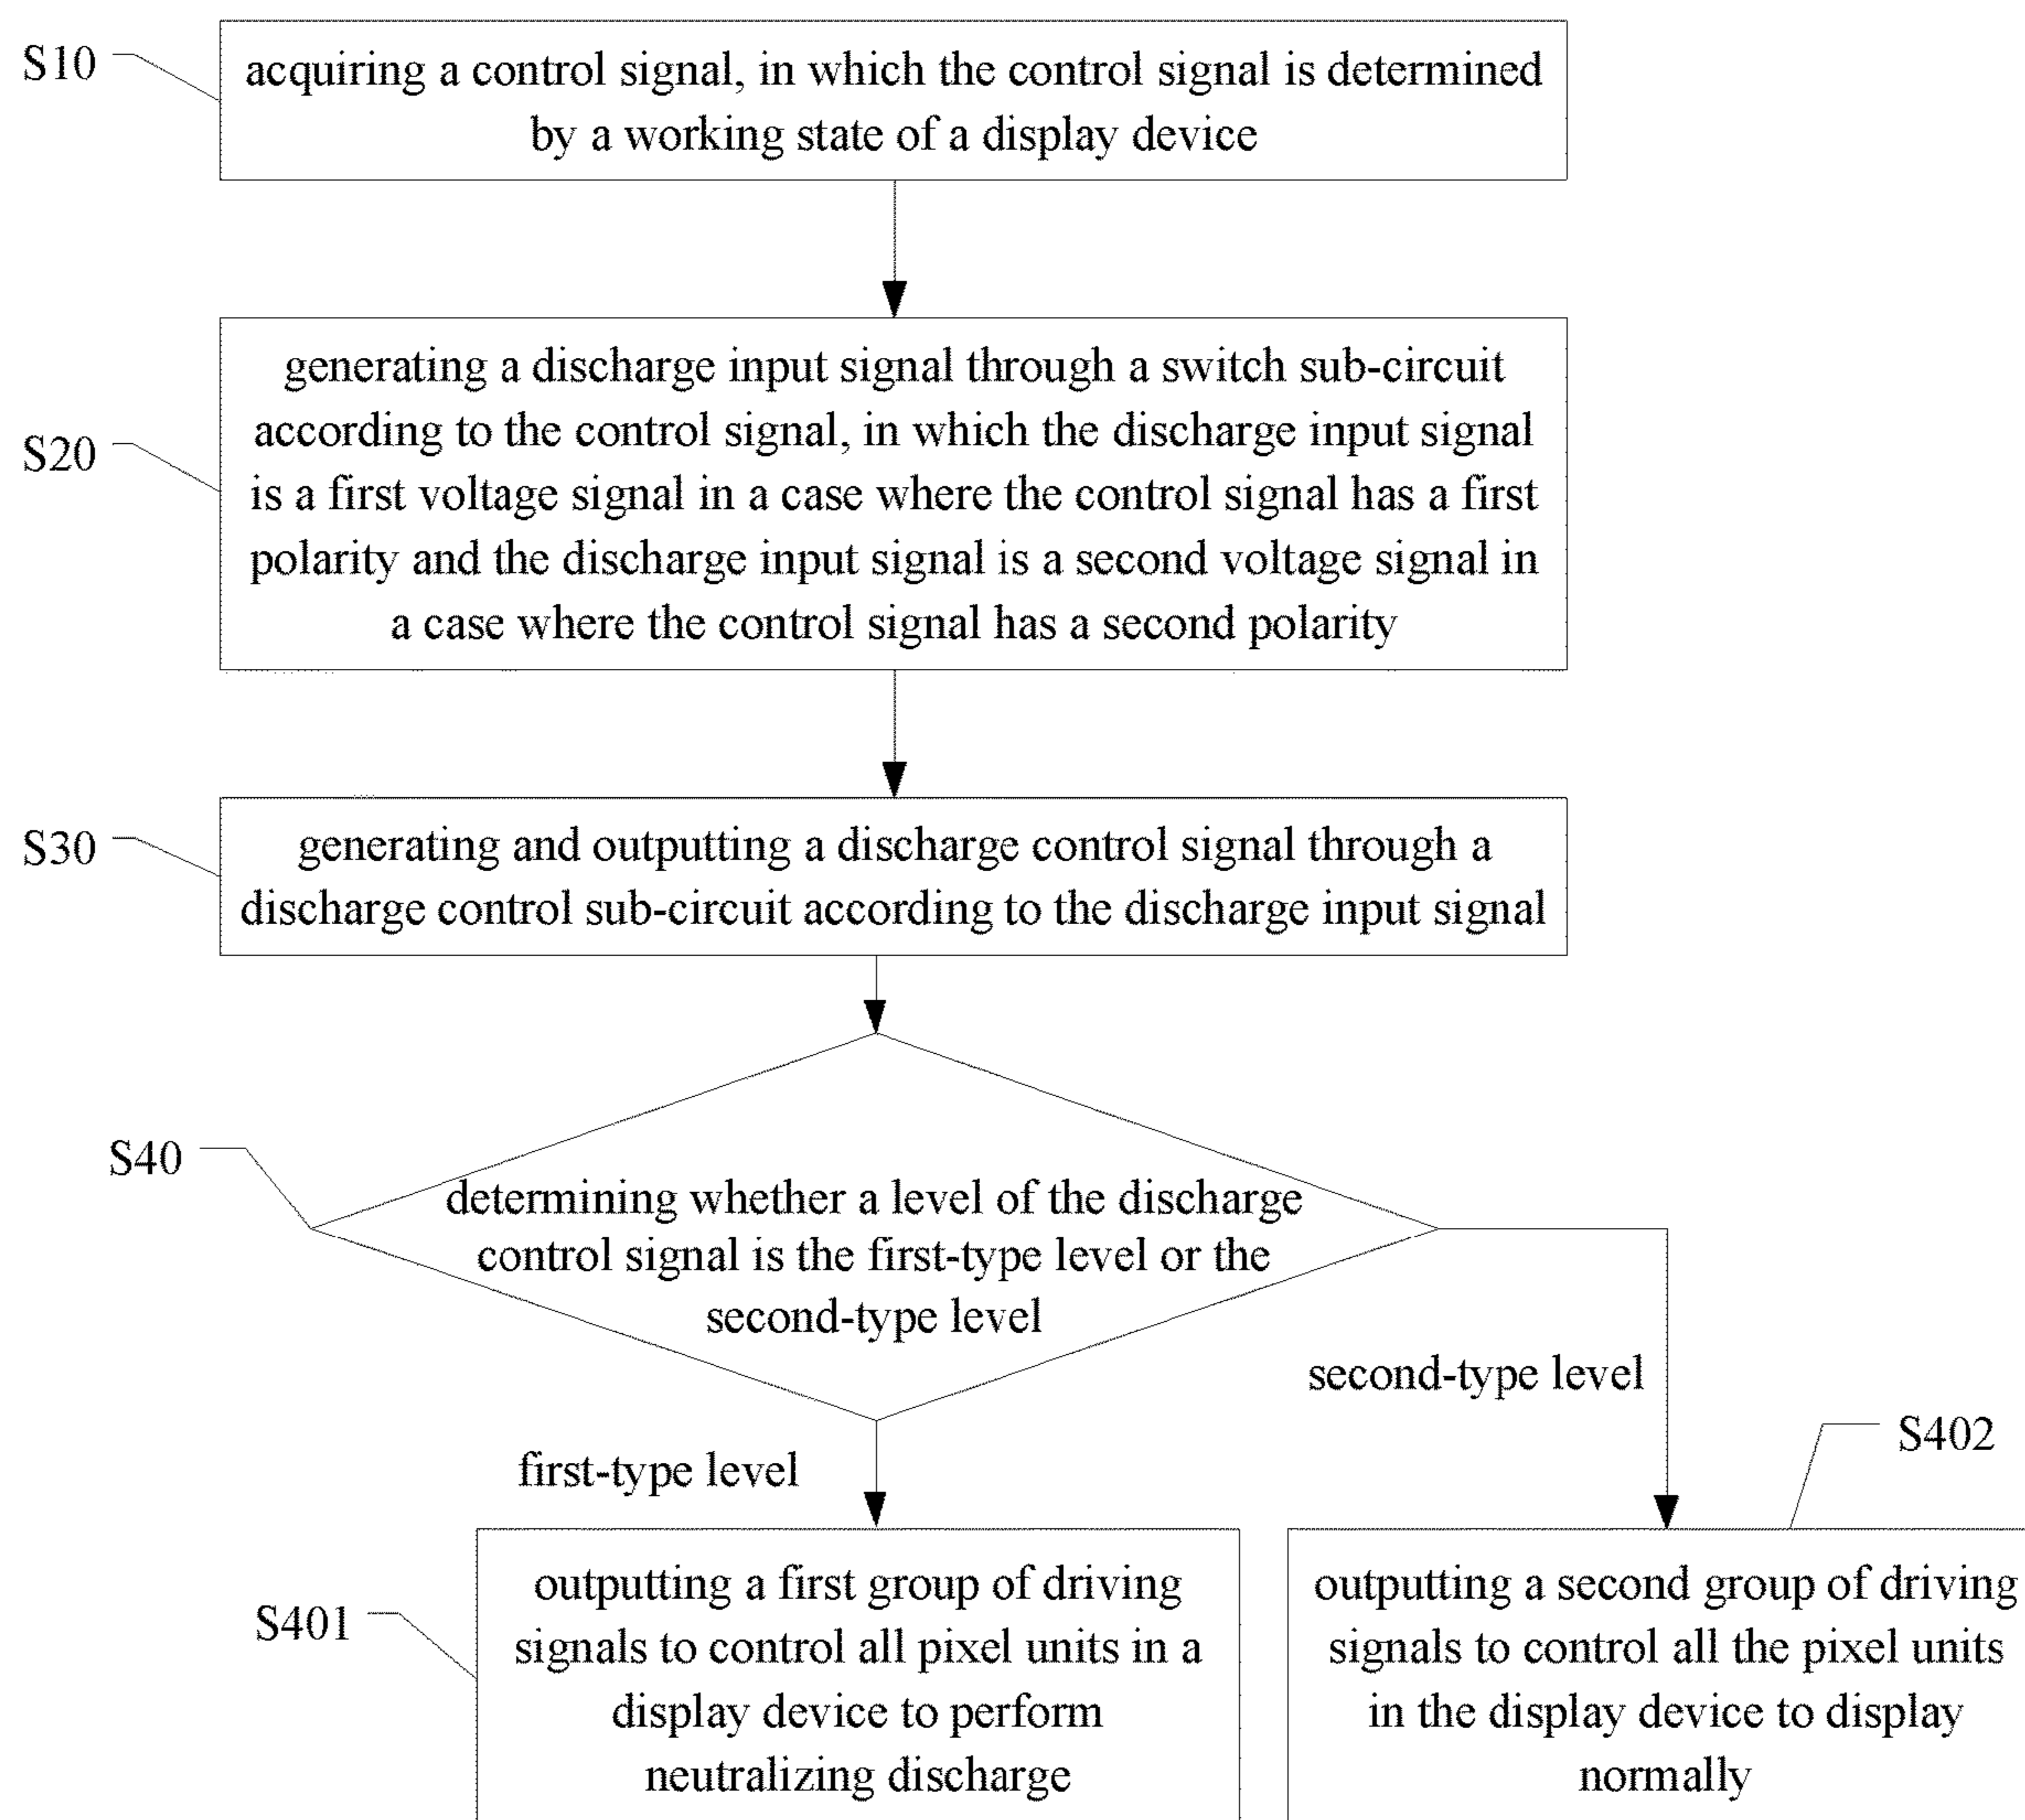 S10
acquiring a control signal, in which the control signal is determined
by a working state of a display device
S20
generating a discharge input signal through a switch sub-circuit
according to the control signal, in which the discharge input signal
is a first voltage signal in a case where the control signal has a first
polarity and the discharge input signal is a second voltage signal in
a case where the control signal has a second polarity
S30
generating and outputting a discharge control signal through a
discharge control sub-circuit according to the discharge input signal
S40
determining whether a level of the discharge
control signal is the first-type level or the
second-type level
second-type level
first-type level
S402
S401
outputting a first group of driving
signals to control all pixel units in a
display device to perform
neutralizing discharge
outputting a second group of driving
signals to control all the pixel units
in the display device to display
normally